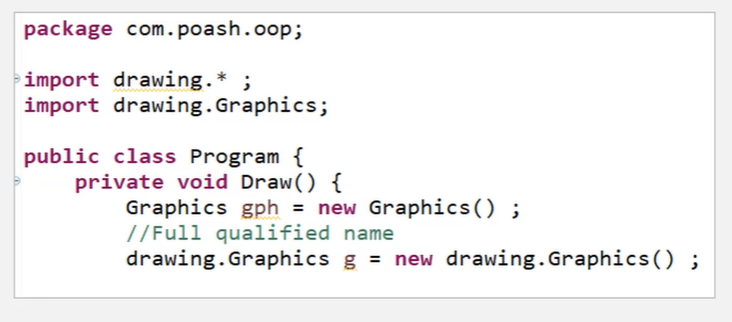 package com.poash.oop;
import drawing.* ;
import drawing.Graphics;
public class Program {
private void Draw() {
Graphics gph = new Graphics() ;
//Full qualified name
drawing.Graphics g = new drawing.Graphics() ;